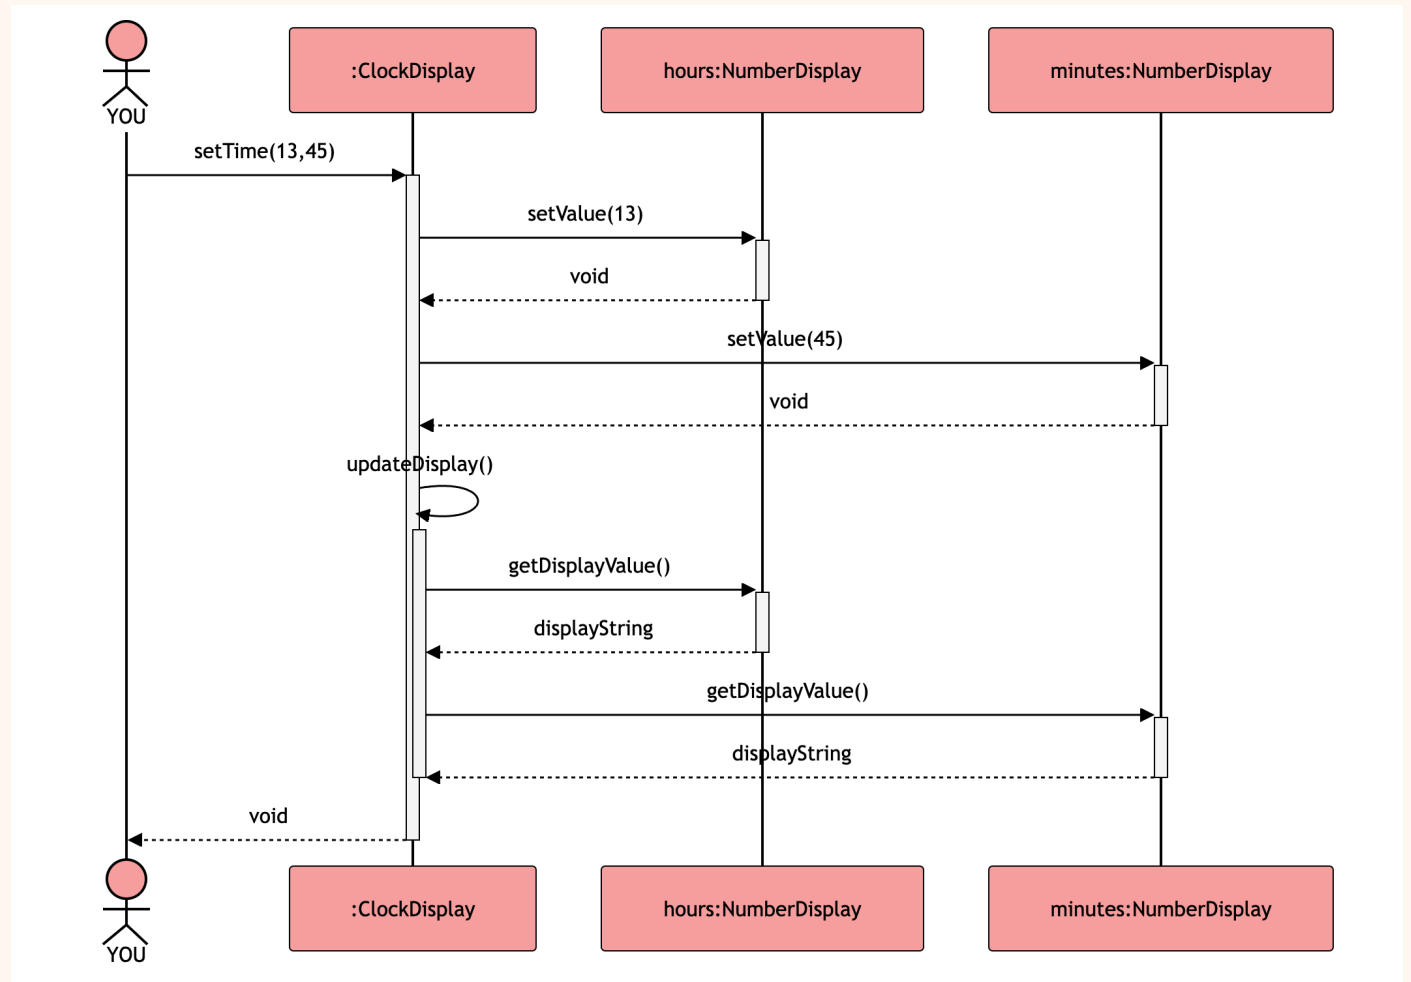 YOU
:ClockDisplay
hours:NumberDisplay
minutes:NumberDisplay
setTime(13,45)
setValue(13)
void
setValue(45)
void
updateDisplay()
getDisplayValue()
displayString
getDisplayValue()
displayString
void
YOU
:ClockDisplay
hours:NumberDisplay
minutes:NumberDisplay